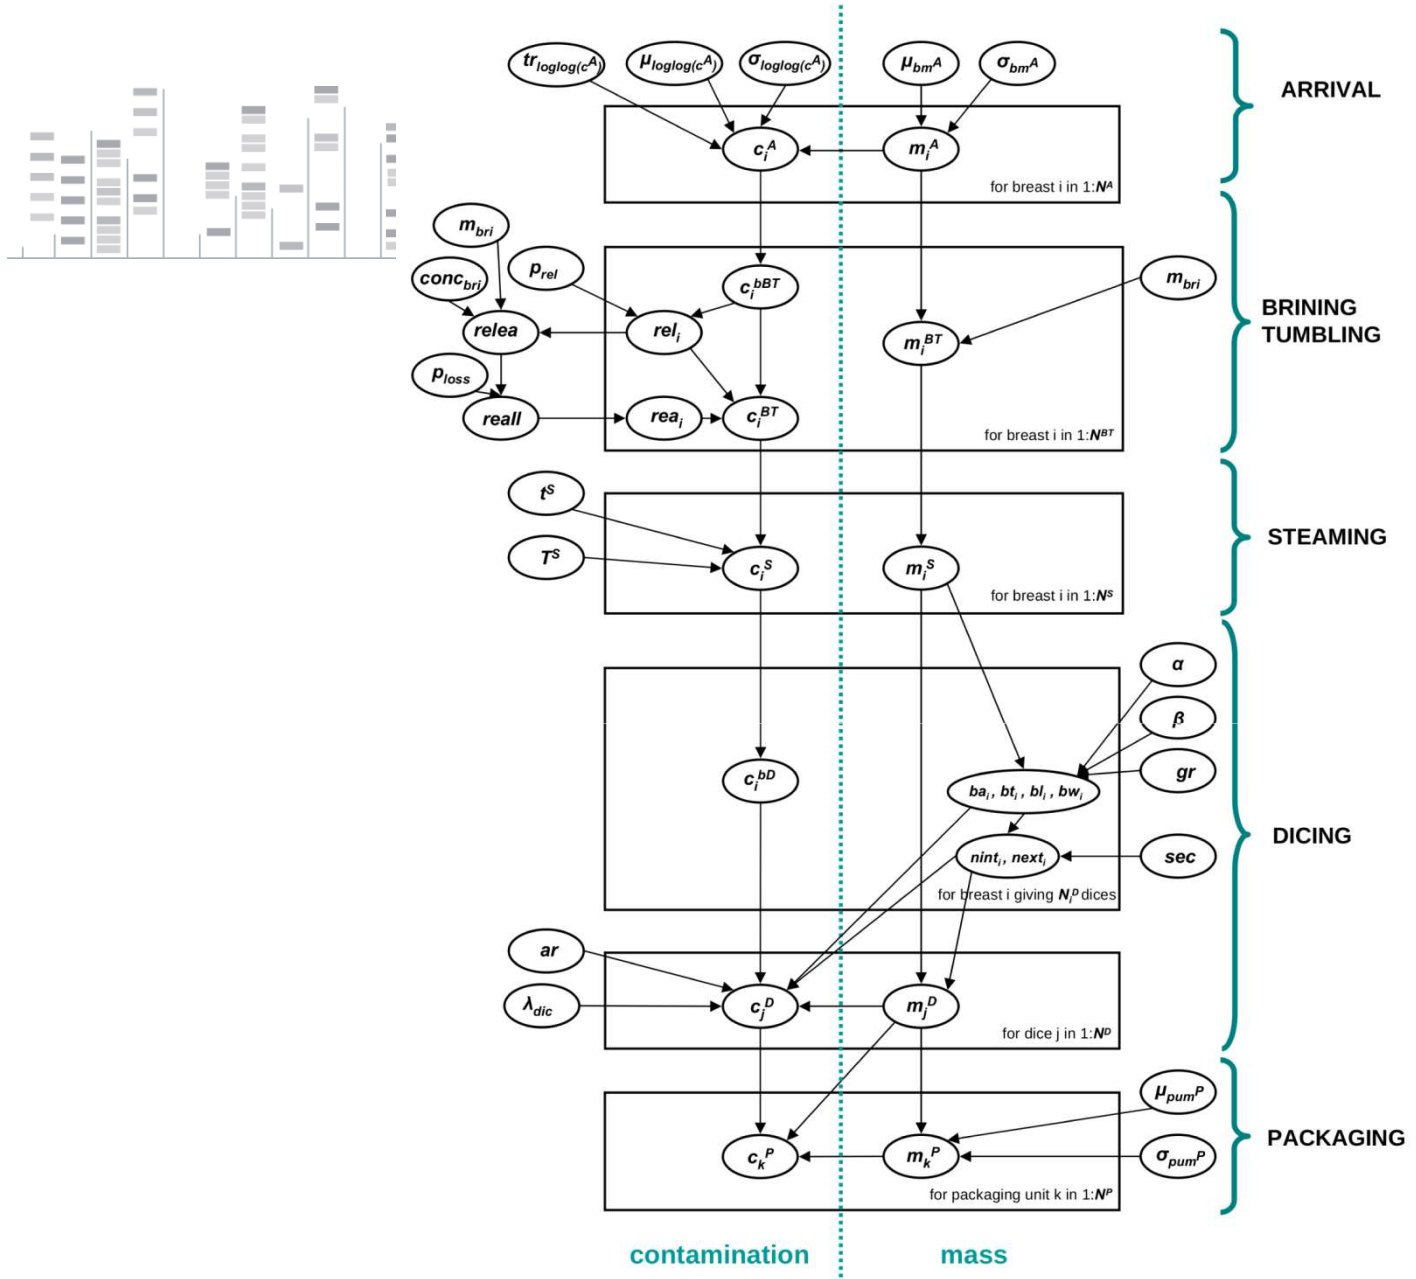 tr_loglog(c^A) μ_loglog(c^A) σ_loglog(c^A) μ_bm^A σ_bm^A
ARRIVAL
c_i^A m_i^A
for breast i in 1:N^A
m_bri
conc_bri p_rel c_i^bBT m_bri
BRINING
TUMBLING
relea rel_i m_i^BT
p_loss
reall rea_i c_i^BT
for breast i in 1:N^BT
t^S
STEAMING
T^S c_i^S m_i^S
for breast i in 1:N^S
α
β
c_i^bD gr
ba_i, bt_i, bl_i, bw_i
DICING
nint_i, next_i sec
for breast i giving N_i^D dices
ar
λ_dic c_j^D m_j^D
for dice j in 1:N^D
μ_pum^P
PACKAGING
c_k^P m_k^P σ_pum^P
for packaging unit k in 1:N^P
contamination mass